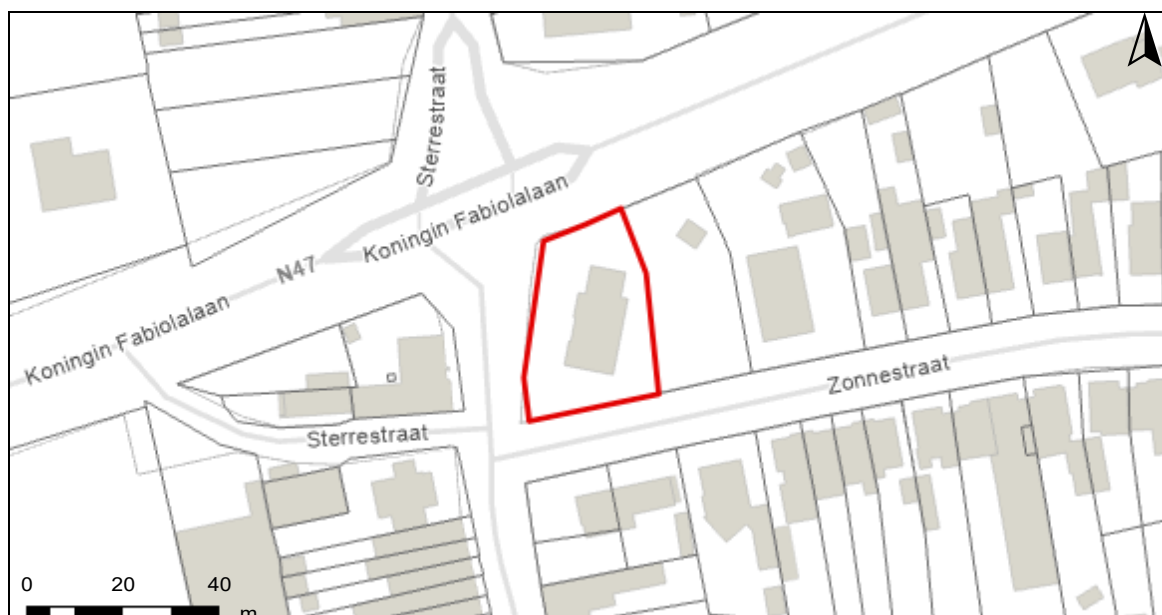 Sterrestraat
Koningin Fabiolalaan
N47
Koningin Fabiolalaan
Zonnestraat
Sterrestraat
0 20 40
m